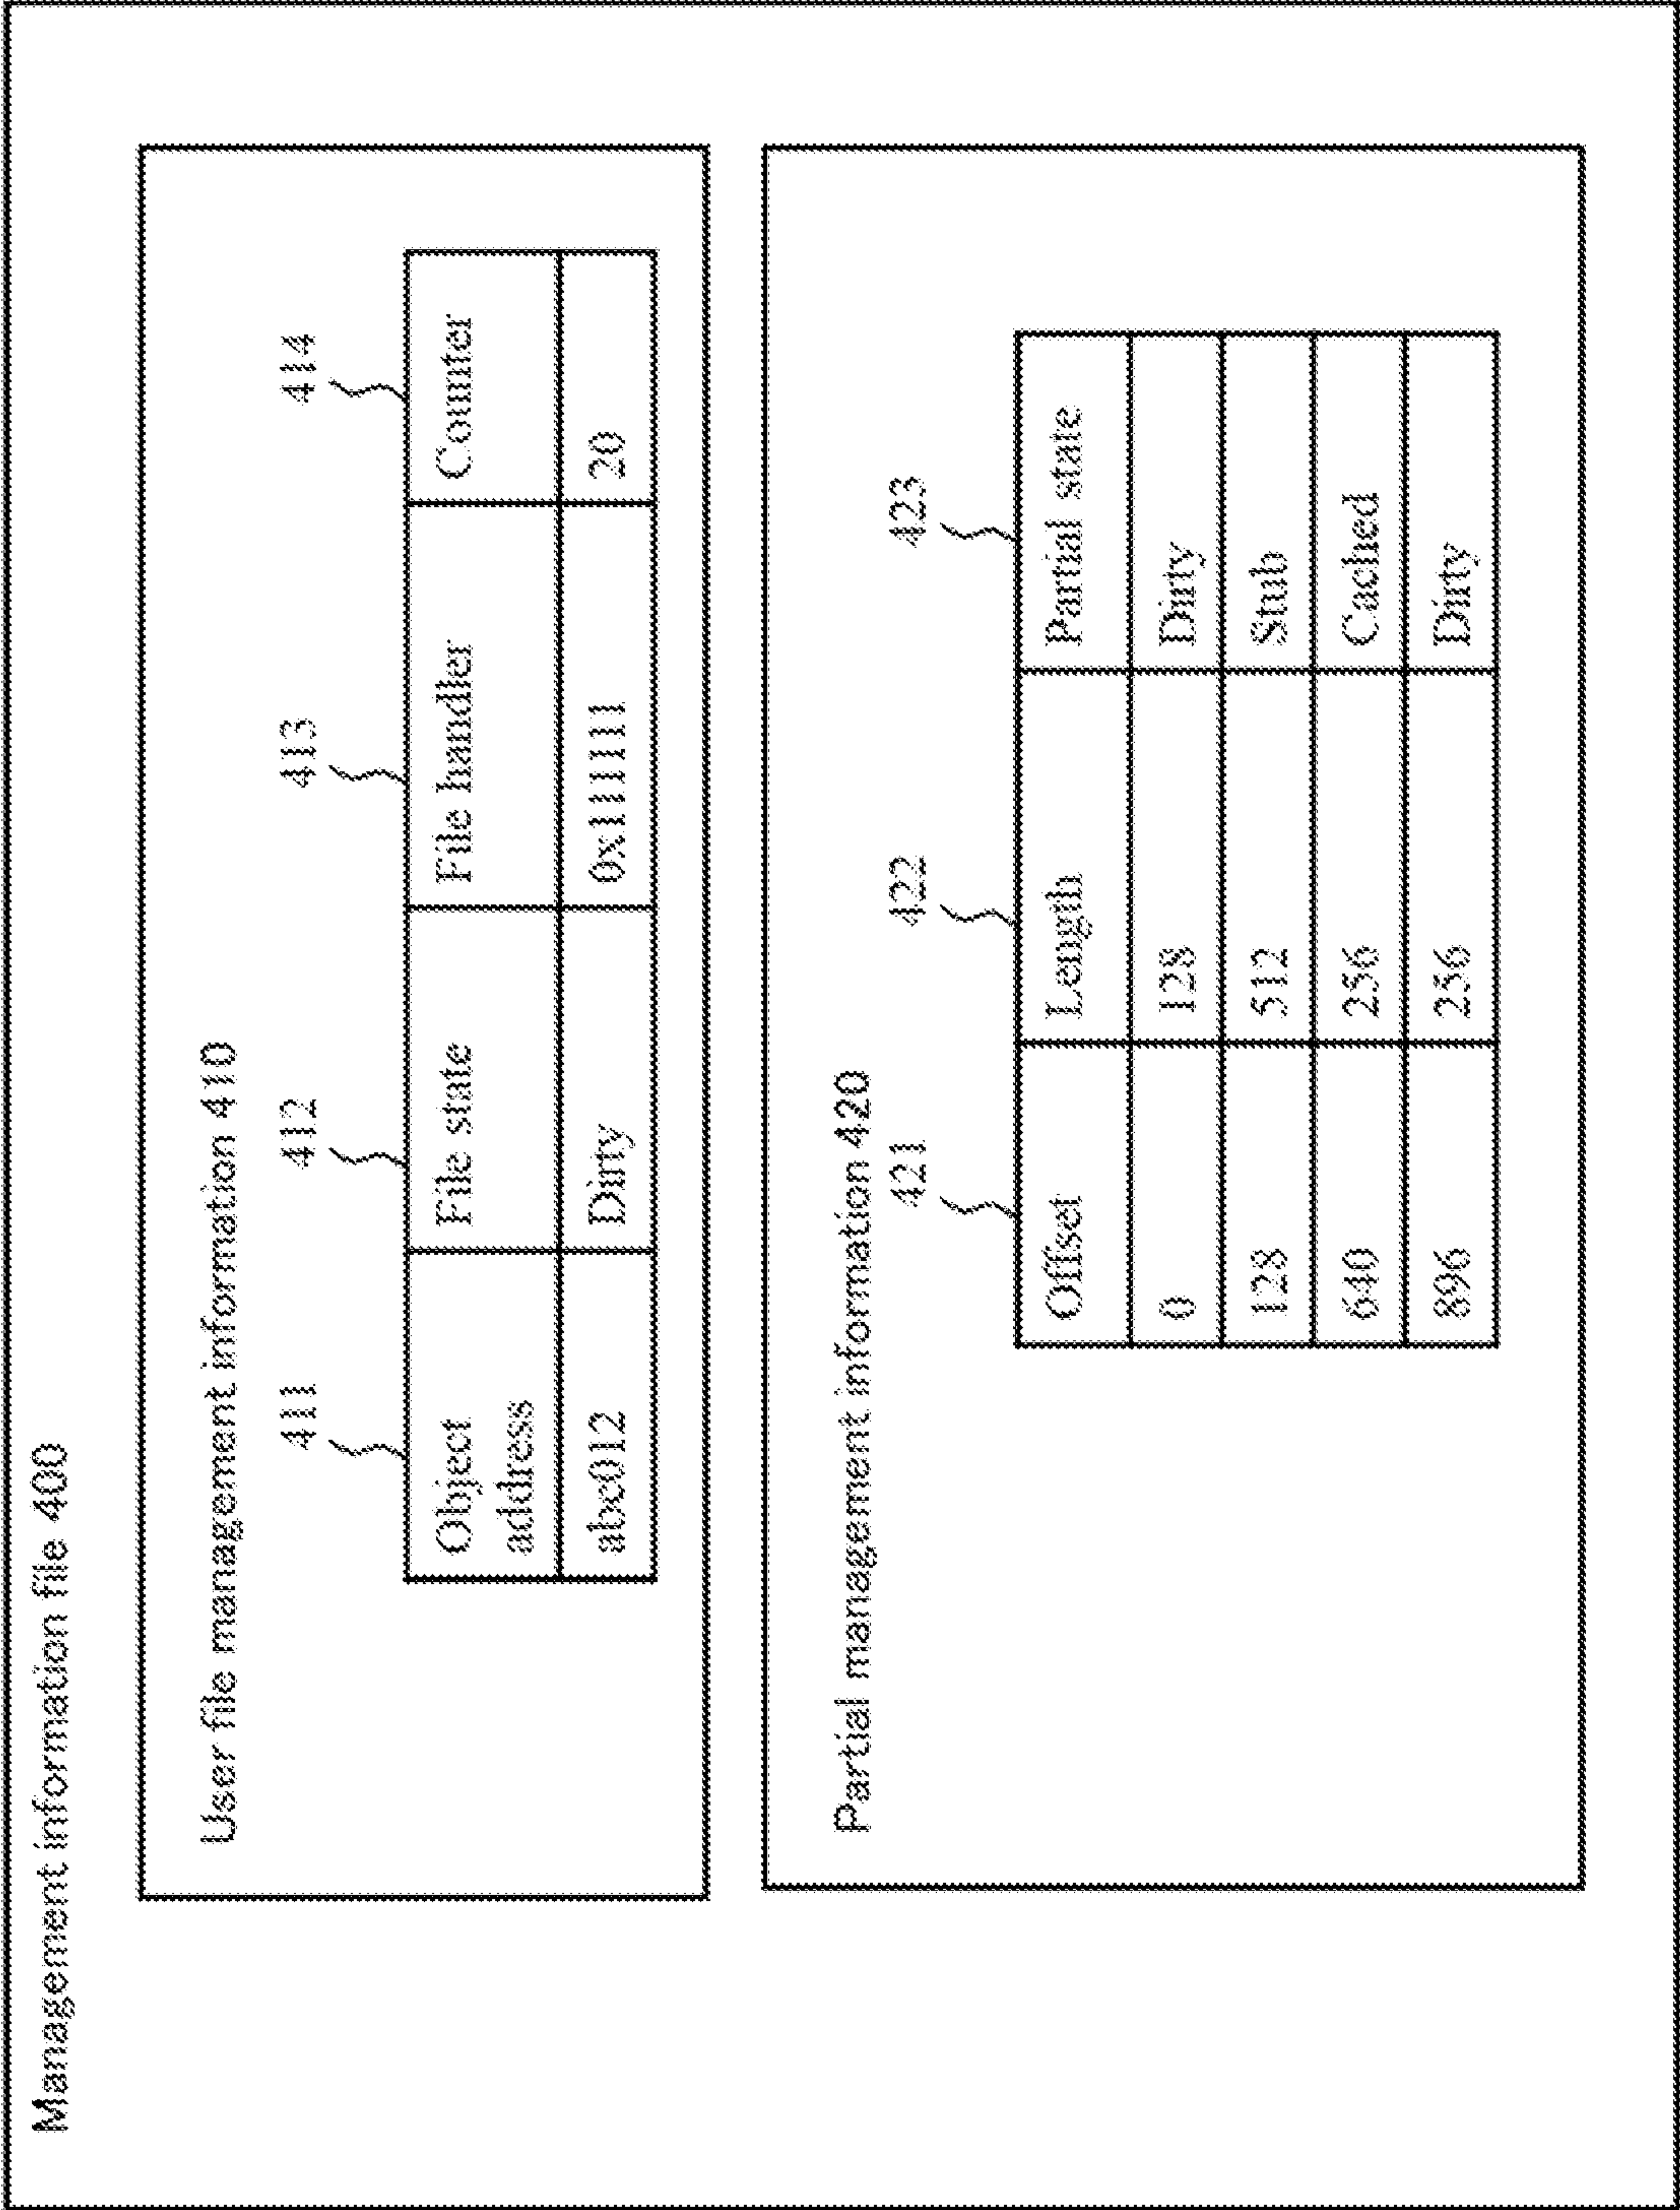 Management information file 400
User file management information 410
411 412 413 414
Object address File state File handler Counter
abc012 Dirty 0x111111 20
Partial management information 420
421 422 423
Offset Length Partial state
0 128 Dirty
128 512 Stub
640 256 Cached
896 256 Dirty